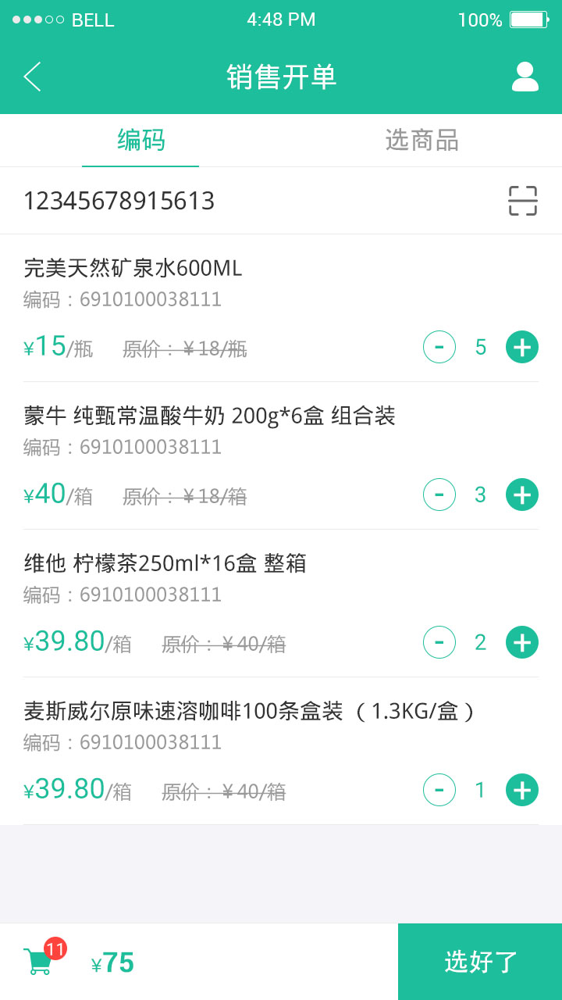 BELL 4:48 PM 100%
销售开单
编码 选商品
12345678915613
完美天然矿泉水600ML
编码：6910100038111
¥15/瓶 原价：¥18/瓶 - 5 +
蒙牛 纯甄常温酸牛奶 200g*6盒 组合装
编码：6910100038111
¥40/箱 原价：¥18/箱 - 3 +
维他 柠檬茶250ml*16盒 整箱
编码：6910100038111
¥39.80/箱 原价：¥40/箱 - 2 +
麦斯威尔原味速溶咖啡100条盒装（1.3KG/盒）
编码：6910100038111
¥39.80/箱 原价：¥40/箱 - 1 +
11 ¥75 选好了